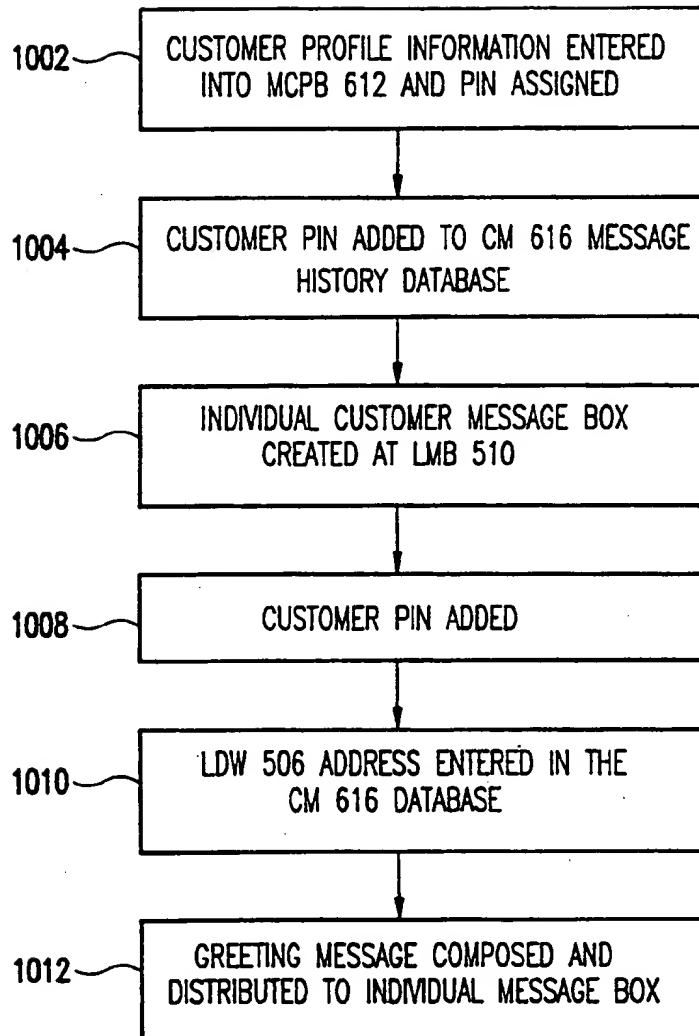 1002
CUSTOMER PROFILE INFORMATION ENTERED
INTO MCPB 612 AND PIN ASSIGNED
1004
CUSTOMER PIN ADDED TO CM 616 MESSAGE
HISTORY DATABASE
1006
INDIVIDUAL CUSTOMER MESSAGE BOX
CREATED AT LMB 510
1008
CUSTOMER PIN ADDED
1010
LDW 506 ADDRESS ENTERED IN THE
CM 616 DATABASE
1012
GREETING MESSAGE COMPOSED AND
DISTRIBUTED TO INDIVIDUAL MESSAGE BOX